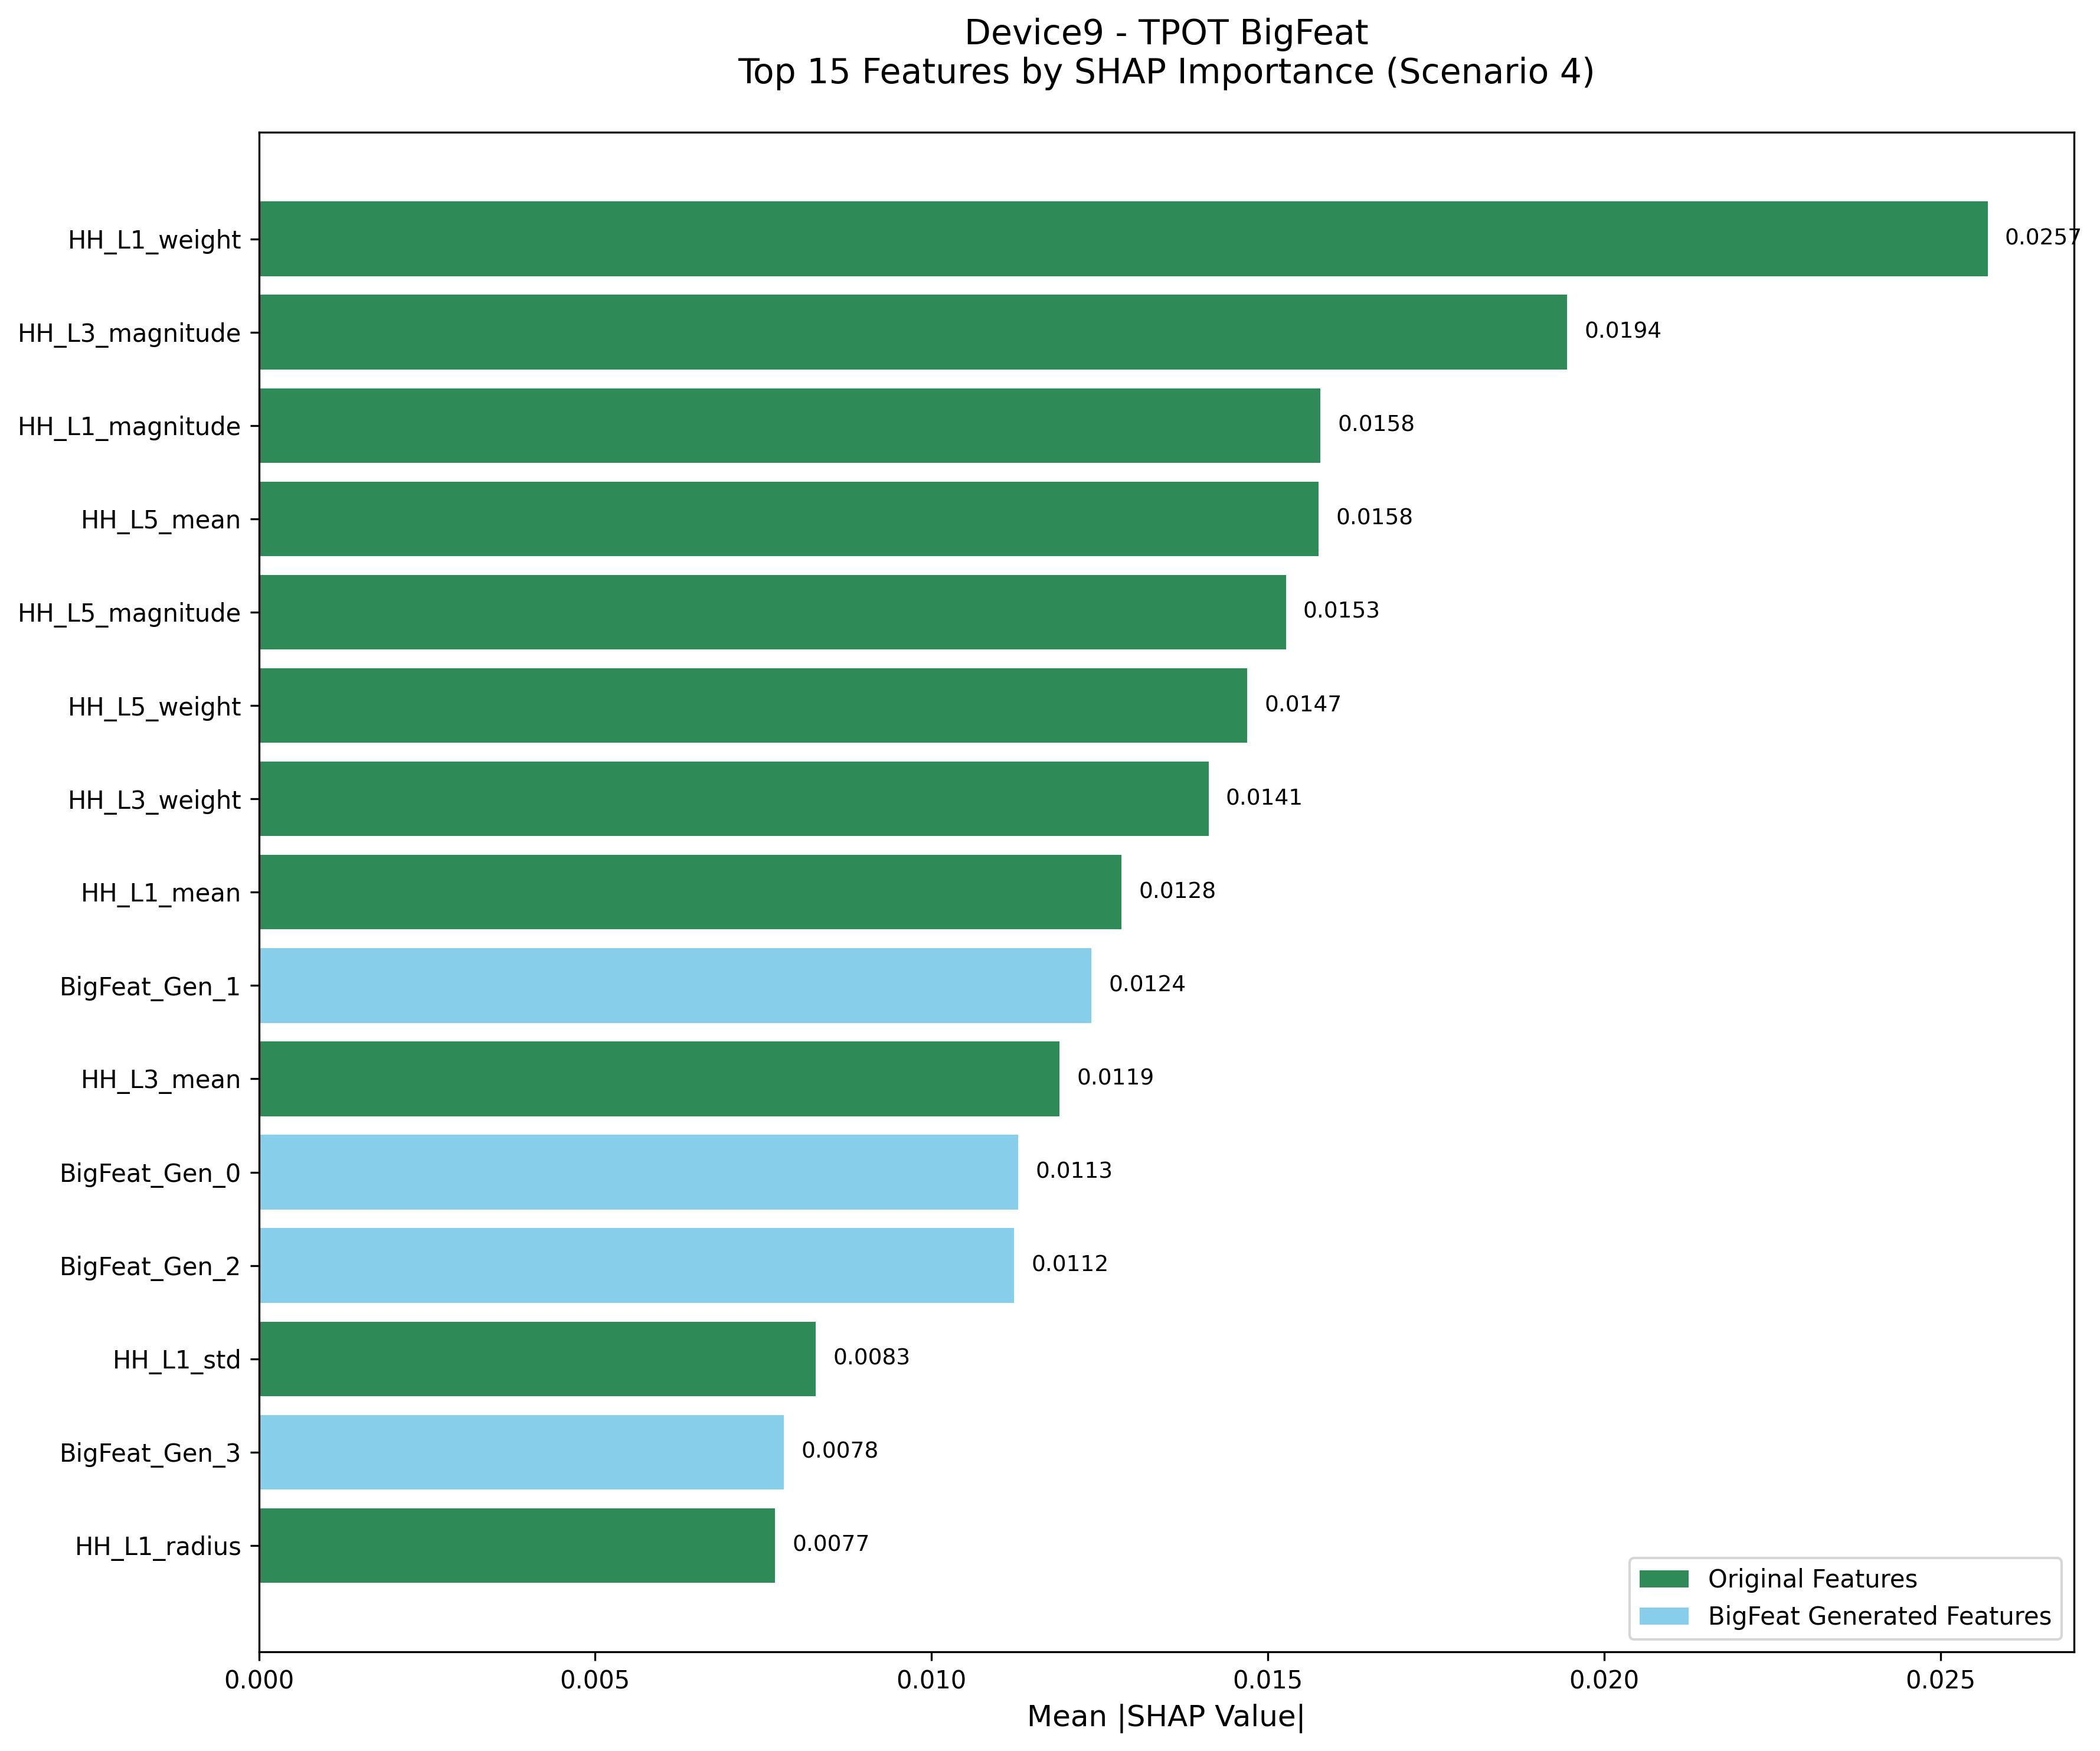 Device9 - TPOT BigFeat
Top 15 Features by SHAP Importance (Scenario 4)
HH_L1_weight 0.0257
HH_L3_magnitude 0.0194
HH_L1_magnitude 0.0158
HH_L5_mean 0.0158
HH_L5_magnitude 0.0153
HH_L5_weight 0.0147
HH_L3_weight 0.0141
HH_L1_mean 0.0128
BigFeat_Gen_1 0.0124
HH_L3_mean 0.0119
BigFeat_Gen_0 0.0113
BigFeat_Gen_2 0.0112
HH_L1_std 0.0083
BigFeat_Gen_3 0.0078
HH_L1_radius 0.0077
Original Features
BigFeat Generated Features
0.000 0.005 0.010 0.015 0.020 0.025
Mean |SHAP Value|